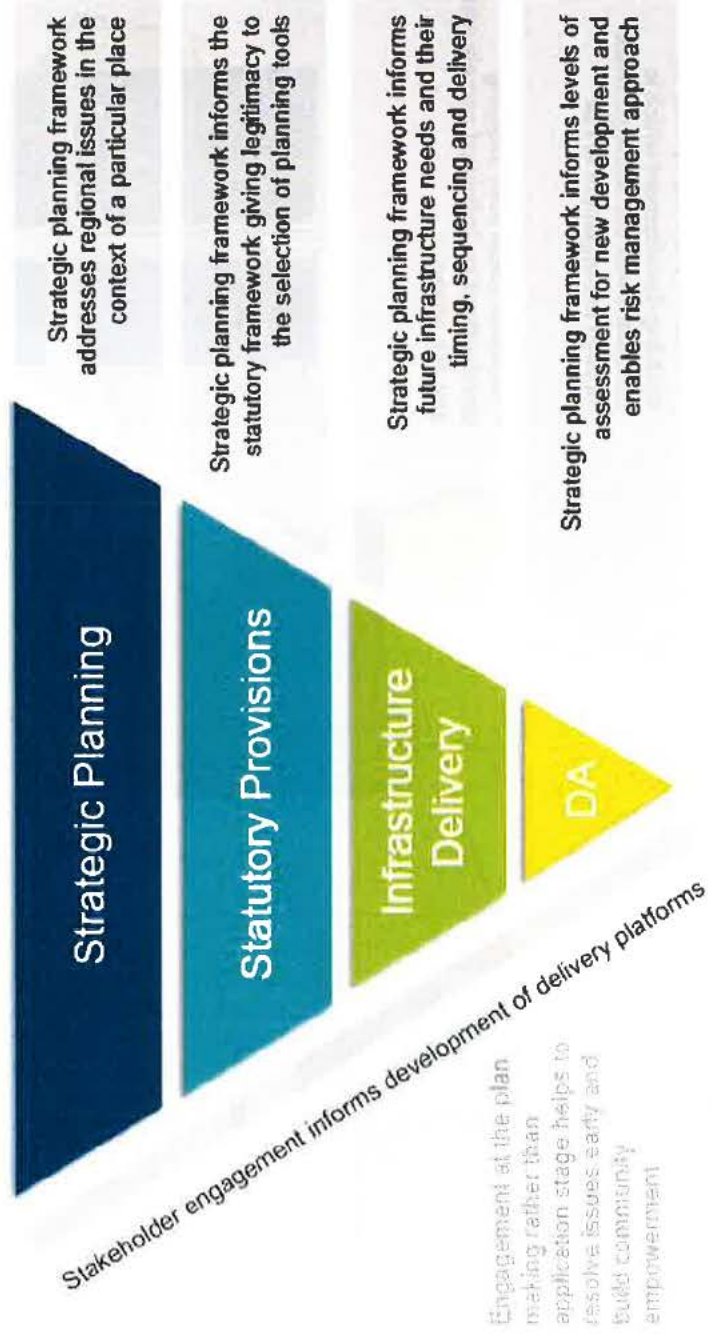 Strategic Planning
Strategic planning framework
addresses regional issues in the
context of a particular place
Statutory Provisions
Strategic planning framework informs the
statutory framework giving legitimacy to
the selection of planning tools
Infrastructure
Delivery
Strategic planning framework informs
future infrastructure needs and their
timing, sequencing and delivery
DA
Strategic planning framework informs levels of
assessment for new development and
enables risk management approach
Stakeholder engagement informs development of delivery platforms
Engagement at the plan
making rather than
application stage helps to
resolve issues early and
build community
empowerment